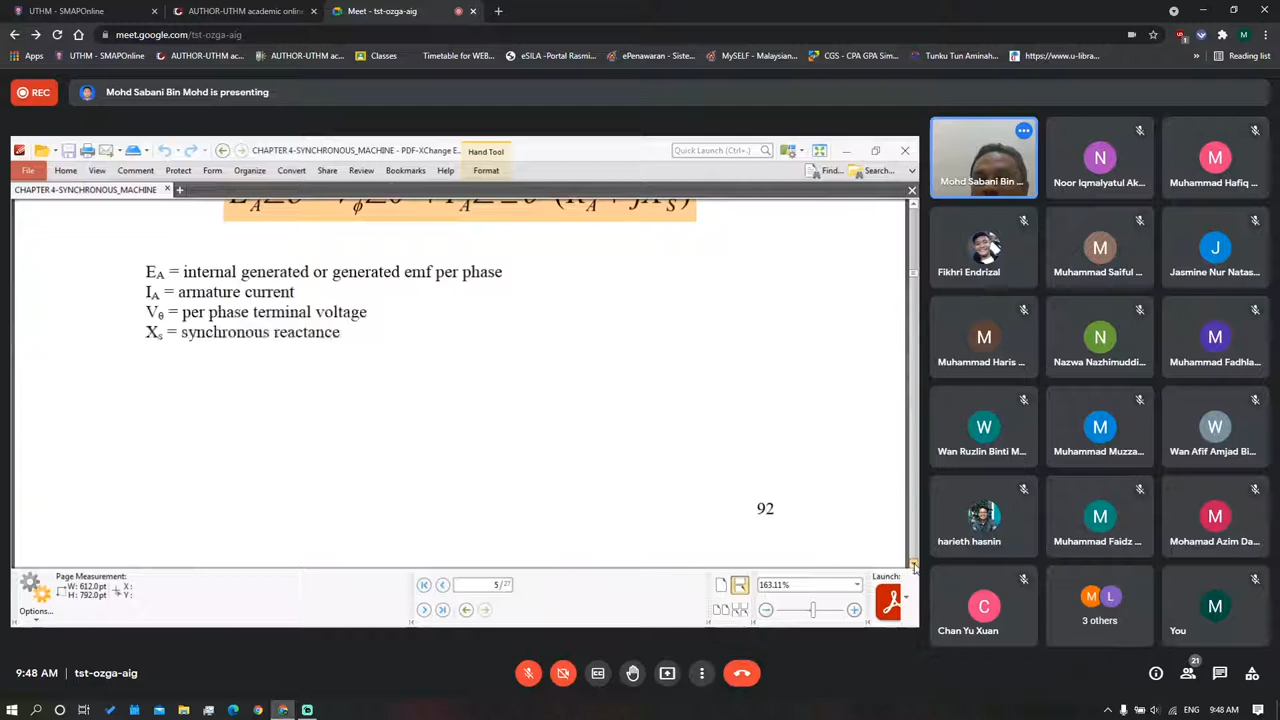 UTHM - SMAPOnline
AUTHOR-UTHM academic onlin
Meet - tst-ozga-aig
meet.google.com/tst-ozga-aig
Apps
UTHM - SMAPOnline
AUTHOR-UTHM ac...
AUTHOR-UTHM ac...
Classes
Timetable for WEB...
eSILA -Portal Rasmi...
ePenawaran - Siste...
MySELF - Malaysian...
CGS - CPA GPA Sim...
Tunku Tun Aminah...
https://www.u-libra...
»
Reading list
REC
Mohd Sabani Bin Mohd is presenting
CHAPTER 4-SYNCHRONOUS_MACHINE - PDF-XChange E...
Hand Tool
Quick Launch (Ctrl+.)
File
Home
View
Comment
Protect
Form
Organize
Convert
Share
Review
Bookmarks
Help
Format
Find...
Search...
CHAPTER 4-SYNCHRONOUS_MACHINE
E_A = internal generated or generated emf per phase
I_A = armature current
V_θ = per phase terminal voltage
X_s = synchronous reactance
92
Page Measurement:
W: 612.0pt
H: 792.0pt
X:
Y:
Options...
5/27
163.11%
Launch:
Mohd Sabani Bin ...
N
Noor Iqmalyatul Ak...
M
Muhammad Hafiq ...
Fikhri Endrizal
M
Muhammad Saiful ...
J
Jasmine Nur Natas...
M
Muhammad Haris ...
N
Nazwa Nazhimuddi...
M
Muhammad Fadhla...
W
Wan Ruzlin Binti M...
M
Muhammad Muzza...
W
Wan Afif Amjad Bi...
harieth hasnin
M
Muhammad Faidz ...
M
Mohamad Azim Da...
C
Chan Yu Xuan
M
L
3 others
M
You
9:48 AM
tst-ozga-aig
21
ENG
9:48 AM